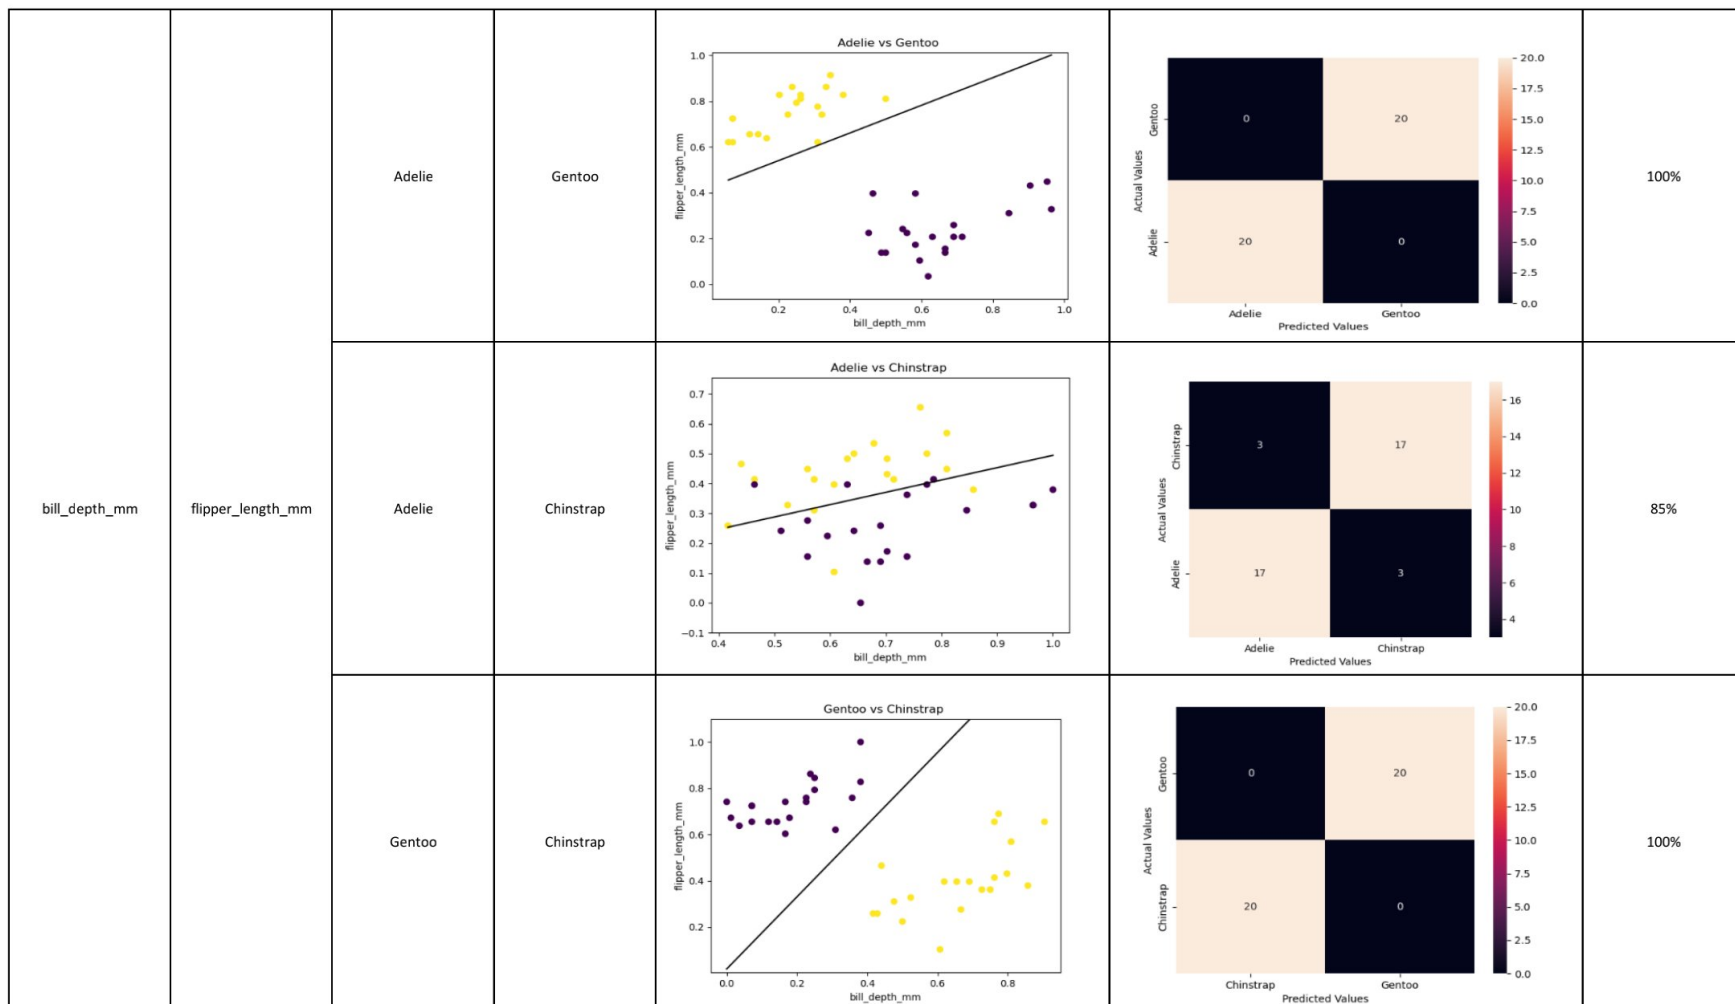 bill_depth_mm
flipper_length_mm
Adelie
Gentoo
Adelie vs Gentoo
flipper_length_mm
1.0
0.8
0.6
0.4
0.2
0.0
0.2
0.4
0.6
0.8
1.0
bill_depth_mm
Actual Values
Gentoo
Adelie
0
20
20
0
Adelie
Gentoo
Predicted Values
20.0
17.5
15.0
12.5
10.0
7.5
5.0
2.5
0.0
100%
Adelie
Chinstrap
Adelie vs Chinstrap
flipper_length_mm
0.7
0.6
0.5
0.4
0.3
0.2
0.1
0.0
−0.1
0.4
0.5
0.6
0.7
0.8
0.9
1.0
bill_depth_mm
Actual Values
Chinstrap
Adelie
3
17
17
3
Adelie
Chinstrap
Predicted Values
16
14
12
10
8
6
4
85%
Gentoo
Chinstrap
Gentoo vs Chinstrap
flipper_length_mm
1.0
0.8
0.6
0.4
0.2
0.0
0.2
0.4
0.6
0.8
bill_depth_mm
Actual Values
Gentoo
Chinstrap
0
20
20
0
Chinstrap
Gentoo
Predicted Values
20.0
17.5
15.0
12.5
10.0
7.5
5.0
2.5
0.0
100%